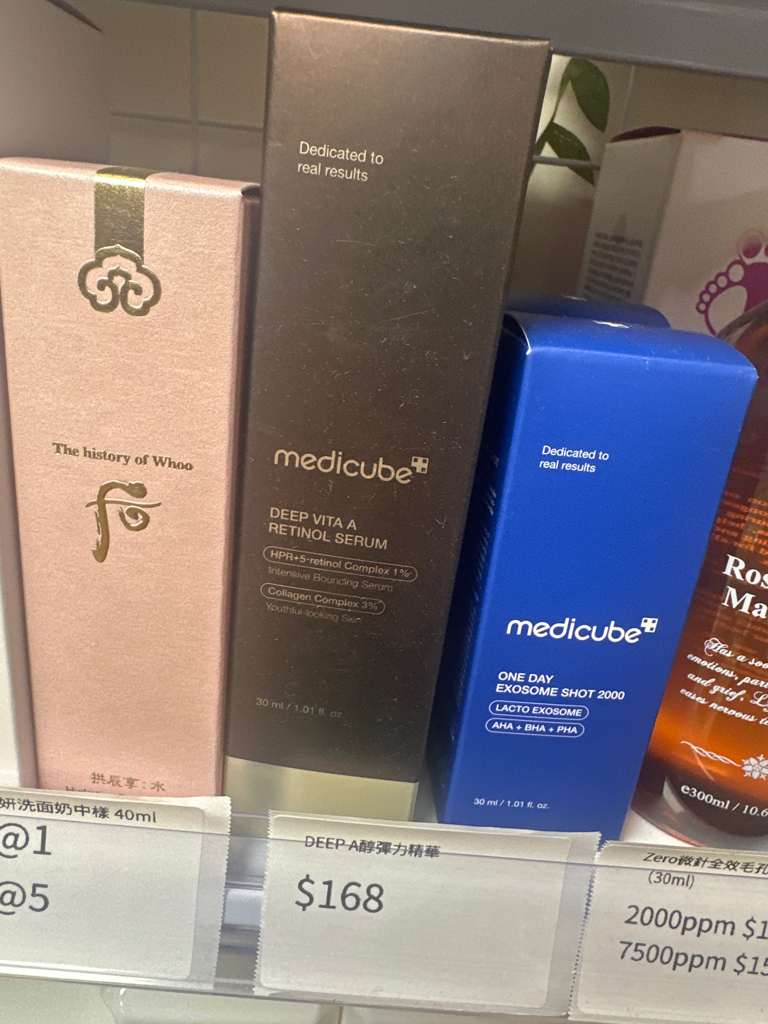 The history of Whoo
拱辰享:水
Dedicated to
real results
medicube
DEEP VITA A
RETINOL SERUM
HPR+5-retinol Complex 1%
Intensive Bouncing Serum
Collagen Complex 3%
Youthful-looking Skin
30 ml / 1.01 fl. oz.
Dedicated to
real results
medicube
ONE DAY
EXOSOME SHOT 2000
LACTO EXOSOME
AHA + BHA + PHA
30 ml / 1.01 fl. oz.
Has a
emotions,
and grief,
eases nervous
℮300ml / 10.6
妍洗面奶中樣 40ml
@1
@5
DEEP A醇彈力精華
$168
Zero微針全效毛孔
(30ml)
2000ppm $1
7500ppm $15